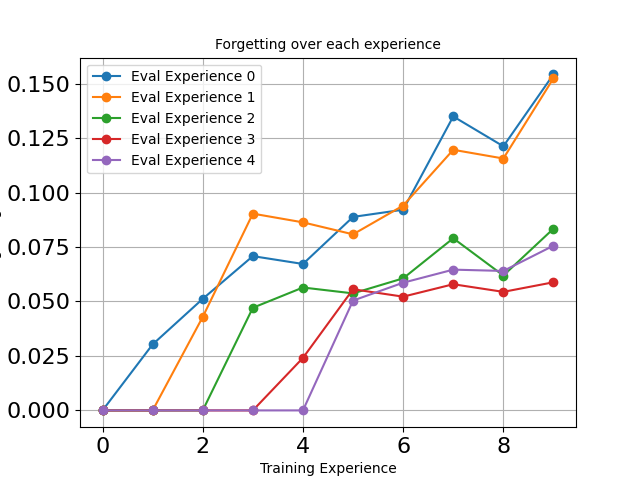 Forgetting over each experience
Eval Experience 0
Eval Experience 1
Eval Experience 2
Eval Experience 3
Eval Experience 4
0.150
0.125
0.100
0.075
0.050
0.025
0.000
0 2 4 6 8
Training Experience